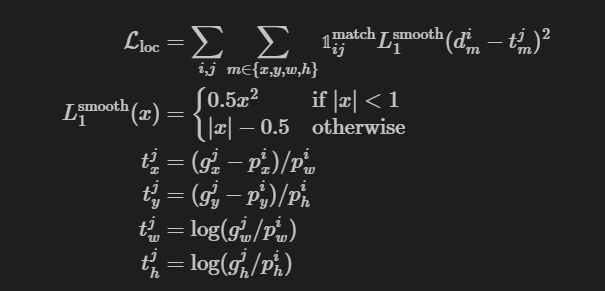 ℒ_loc = ∑_{i,j} ∑_{m∈{x,y,w,h}} 𝟙_{ij}^{match} L_1^{smooth}(d_m^i − t_m^j)^2
L_1^{smooth}(x) = { 0.5x^2 if |x| < 1
|x| − 0.5 otherwise
t_x^j = (g_x^j − p_x^i)/p_w^i
t_y^j = (g_y^j − p_y^i)/p_h^i
t_w^j = log(g_w^j/p_w^i)
t_h^j = log(g_h^j/p_h^i)